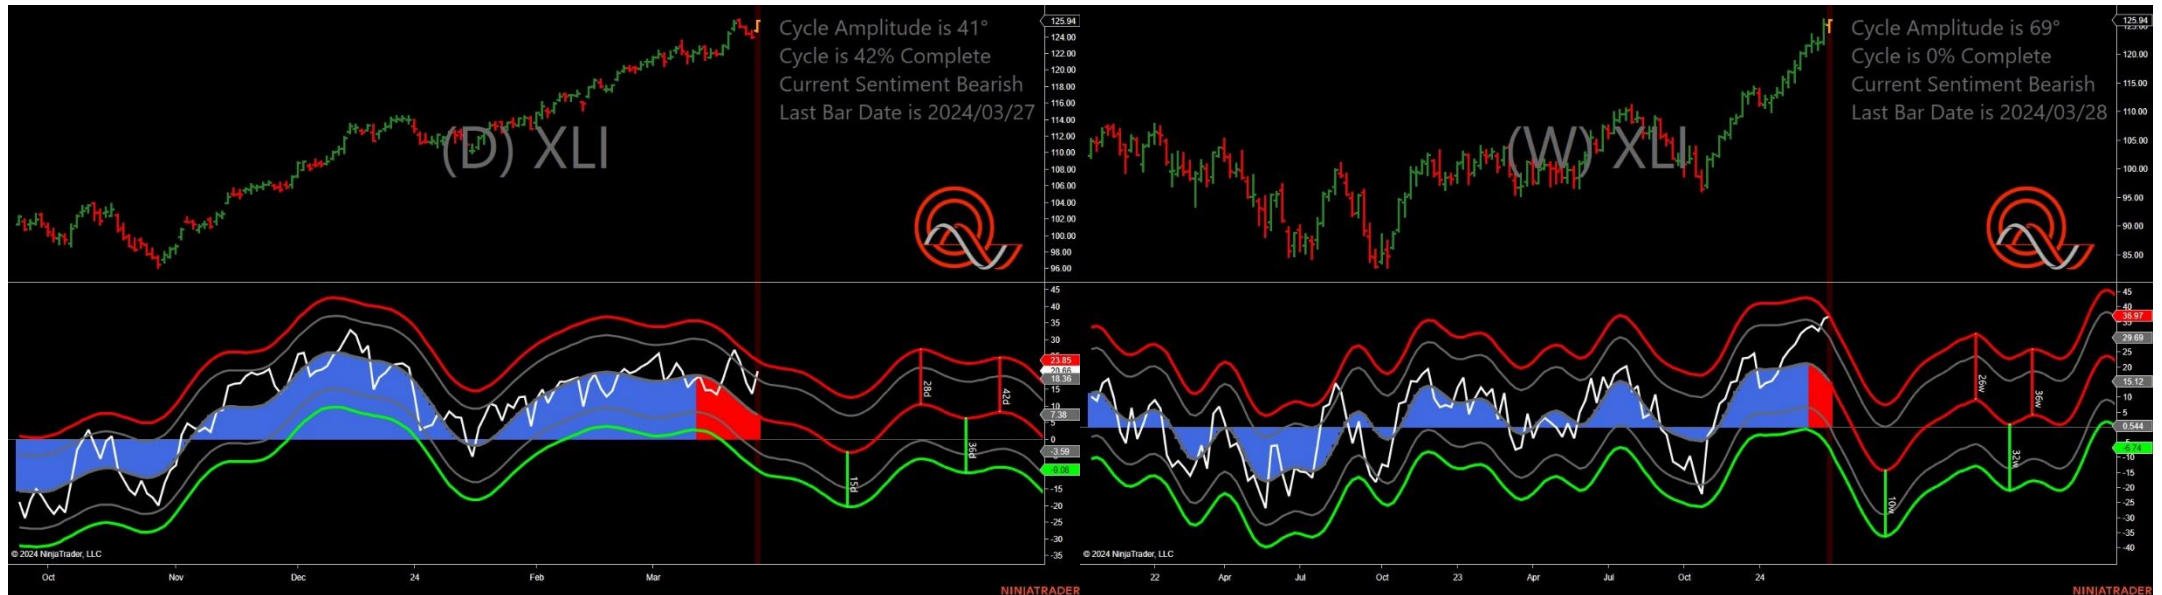 Cycle Amplitude is 41°
Cycle is 42% Complete
Current Sentiment Bearish
Last Bar Date is 2024/03/27
(D) XLI
125.94
124.00
122.00
120.00
118.00
116.00
114.00
112.00
110.00
108.00
106.00
104.00
102.00
100.00
98.00
96.00
45
40
35
30
25
23.85
20.66
18.36
15
10
7.38
5
0
-3.59
-9.08
-15
-20
-25
-30
-35
28d
42d
36d
15d
© 2024 NinjaTrader, LLC
Oct Nov Dec 24 Feb Mar
NINJATRADER
Cycle Amplitude is 69°
Cycle is 0% Complete
Current Sentiment Bearish
Last Bar Date is 2024/03/28
(W) XLI
125.94
120.00
115.00
110.00
105.00
100.00
95.00
90.00
85.00
45
40
36.97
35
29.69
25
20
15.12
10
5
0.544
-6.74
-10
-15
-20
-25
-30
-35
-40
26w
36w
32w
10w
© 2024 NinjaTrader, LLC
22 Apr Jul Oct 23 Apr Jul Oct 24
NINJATRADER